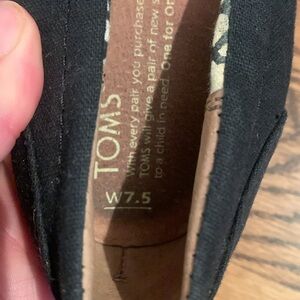 TOMS
With every pair you purchase
TOMS will give a pair of new s
to a child in need. One for On
W7.5